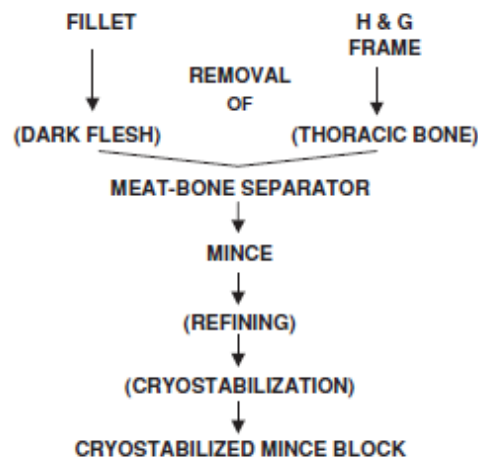 FILLET
H & G
FRAME
REMOVAL
OF
(DARK FLESH)
(THORACIC BONE)
MEAT-BONE SEPARATOR
MINCE
(REFINING)
(CRYOSTABILIZATION)
CRYOSTABILIZED MINCE BLOCK